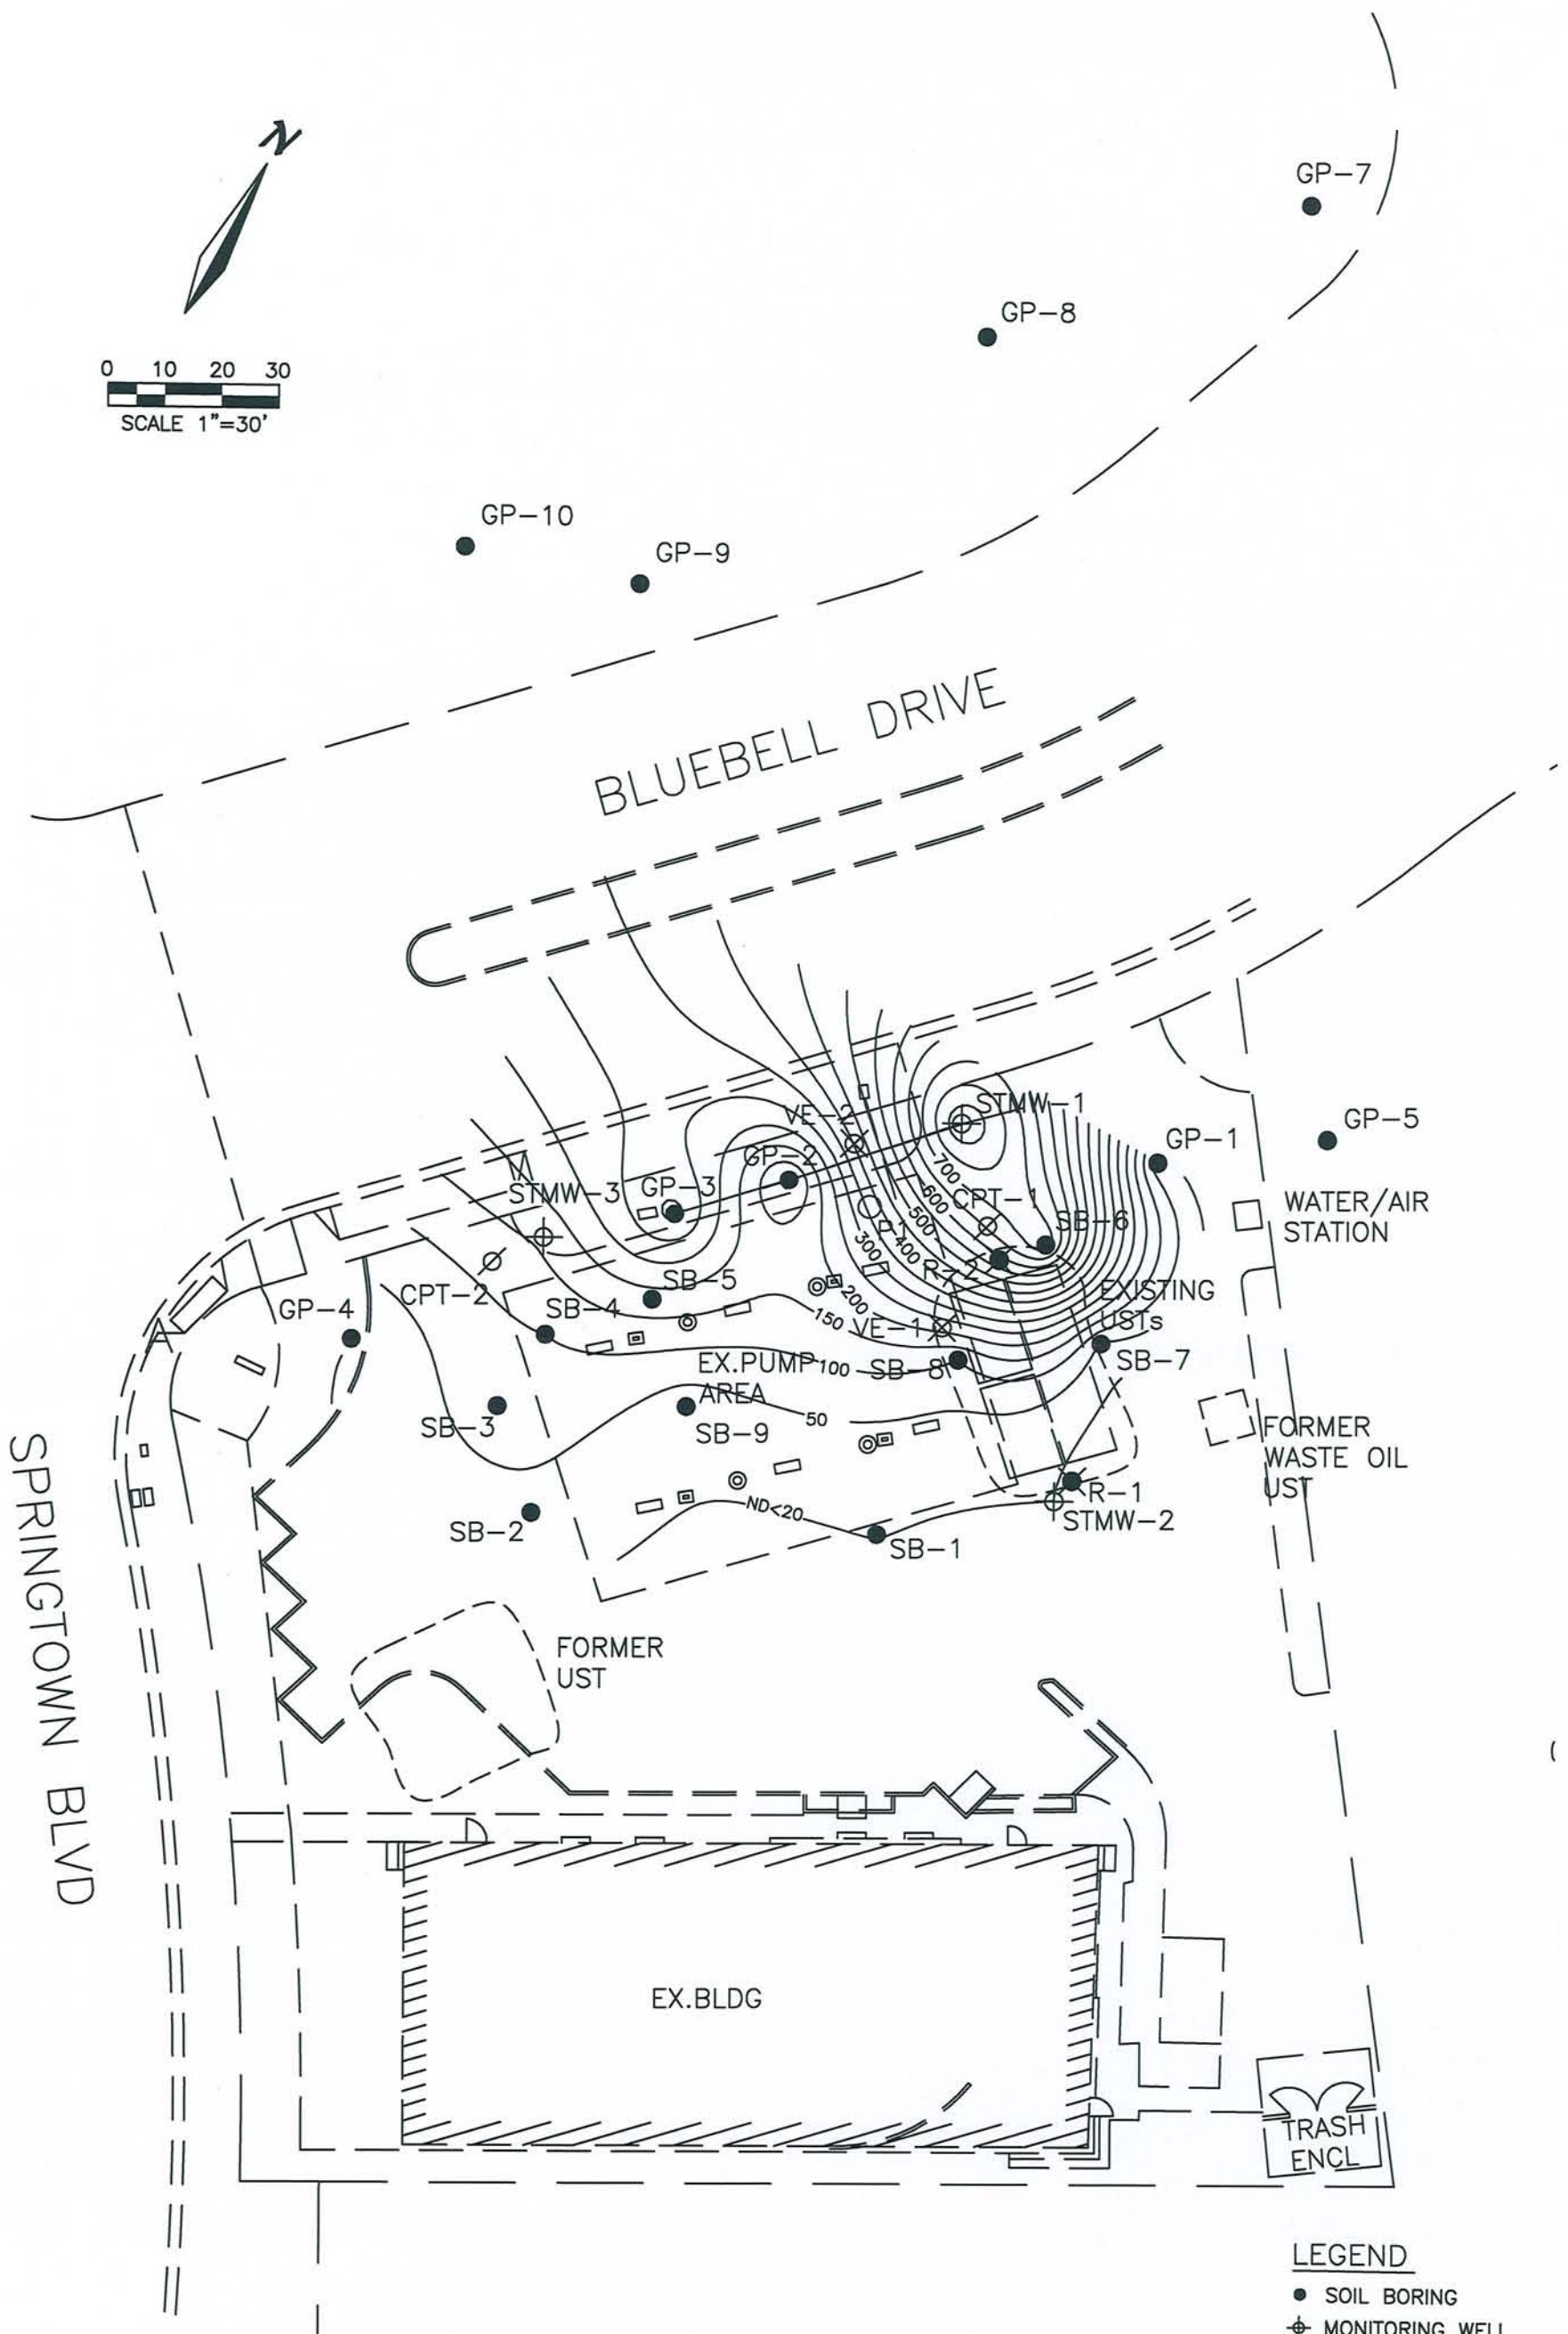 N
GP-7
GP-8
0 10 20 30
SCALE 1"=30'
GP-10
GP-9
BLUEBELL DRIVE
VE-2
STMW-1
GP-5
GP-1
GP-2
700
STMW-3
GP-3
600
CPT-1
WATER/AIR
STATION
500
SB-6
400
300
R-2
SB-5
CPT-2
200
EXISTING
USTs
GP-4
SB-4
150
VE-1
EX.PUMP
AREA
100
SB-8
SB-7
50
SB-3
SB-9
FORMER
WASTE OIL
UST
ND<20
R-1
STMW-2
SB-2
SB-1
SPRINGTOWN BLVD
FORMER
UST
EX.BLDG
TRASH
ENCL
LEGEND
SOIL BORING
MONITORING WELL